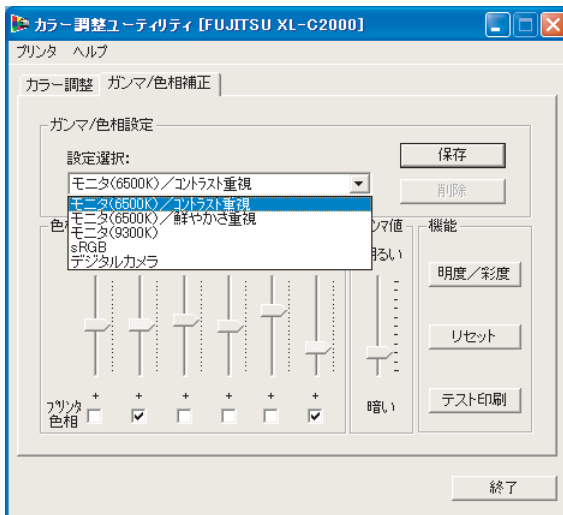 カラー調整ユーティリティ [FUJITSU XL-C2000]
プリンタ ヘルプ
カラー調整 ガンマ/色相補正
ガンマ/色相設定
設定選択:
保存
モニタ(6500K)/コントラスト重視
削除
モニタ(6500K)/コントラスト重視
モニタ(6500K)/鮮やかさ重視
モニタ(9300K)
sRGB
デジタルカメラ
色
マ値
機能
るい
明度/彩度
リセット
+ + + + + +
プリンタ
色相
暗い
テスト印刷
終了